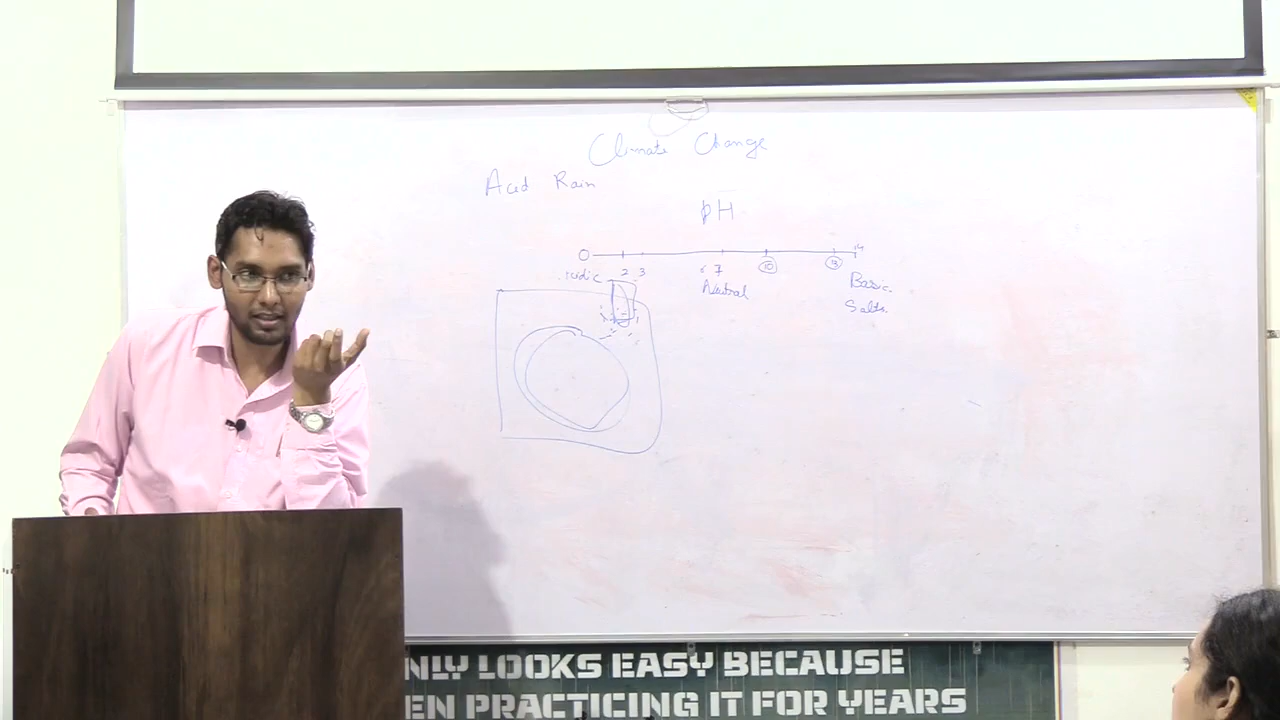 Climate Change
Acid Rain
pH
0 2 3 6 7 10 13 14
Neutral
Basic
Salts
NLY LOOKS EASY BECAUSE
EN PRACTICING IT FOR YEARS